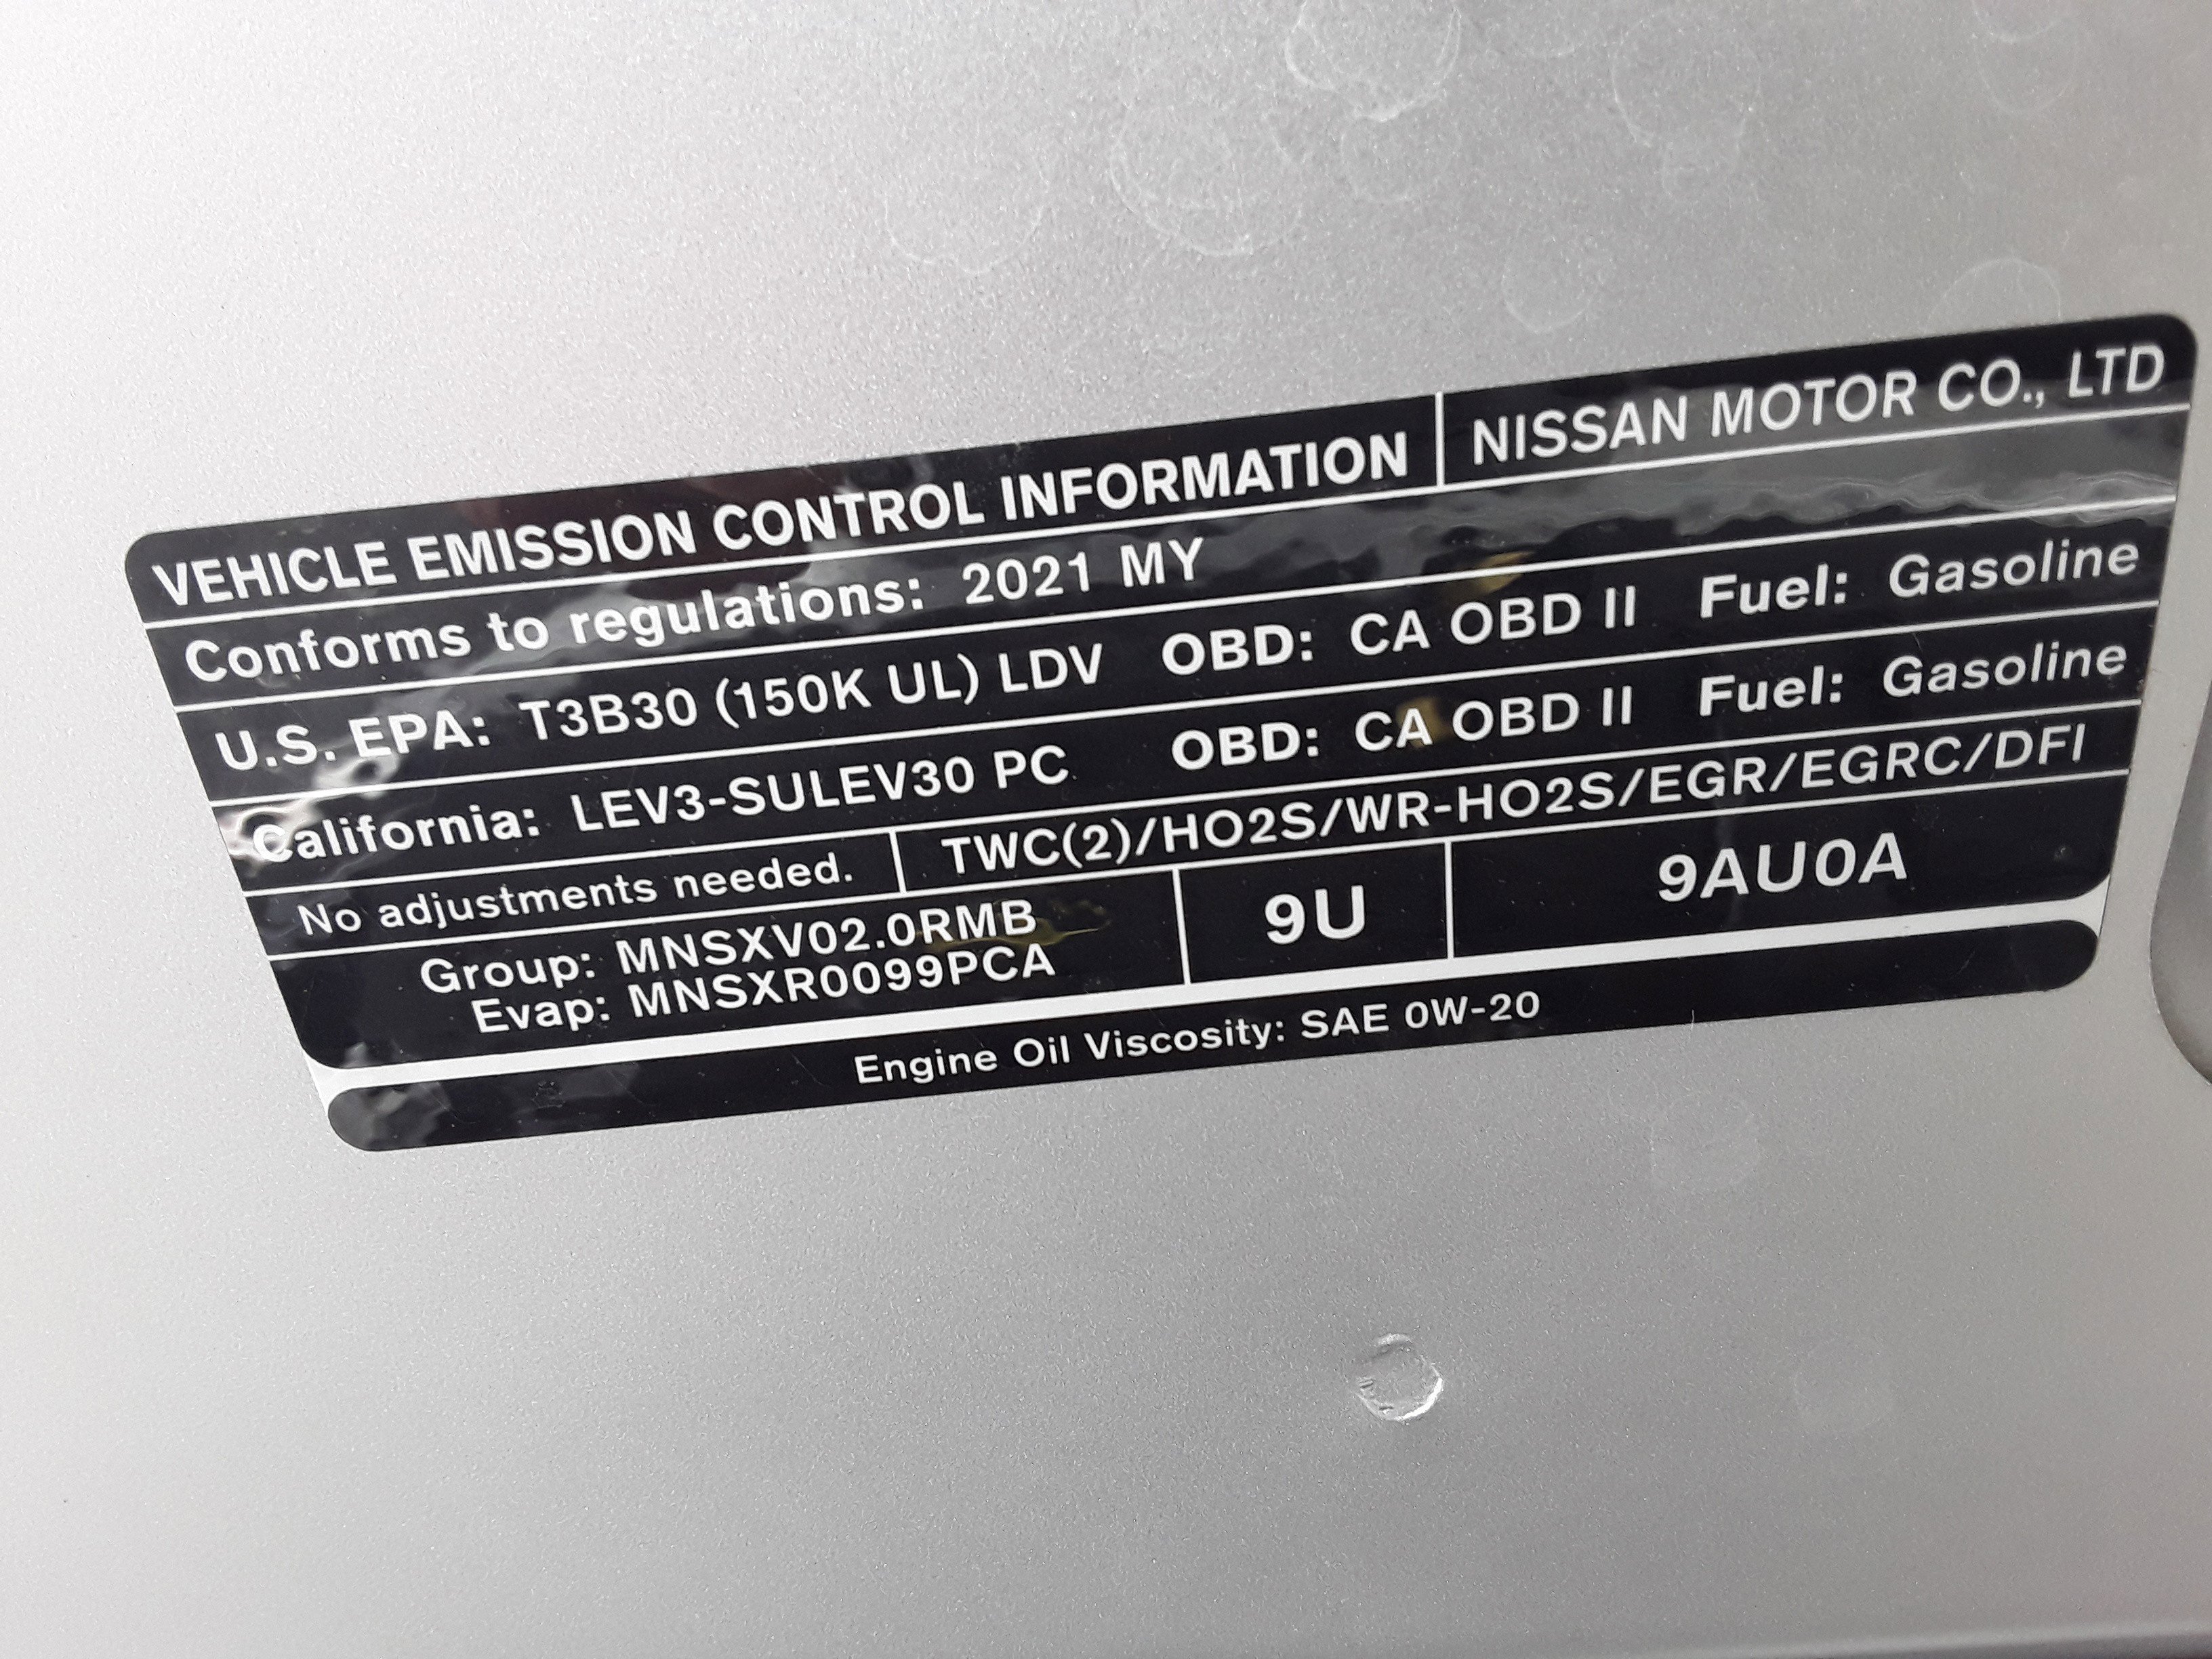 VEHICLE EMISSION CONTROL INFORMATION NISSAN MOTOR CO., LTD
Conforms to regulations: 2021 MY
U.S. EPA: T3B30 (150K UL) LDV OBD: CA OBD II Fuel: Gasoline
California: LEV3-SULEV30 PC OBD: CA OBD II Fuel: Gasoline
No adjustments needed. TWC(2)/HO2S/WR-HO2S/EGR/EGRC/DFI
Group: MNSXV02.0RMB
Evap: MNSXR0099PCA
9U
9AU0A
Engine Oil Viscosity: SAE 0W-20